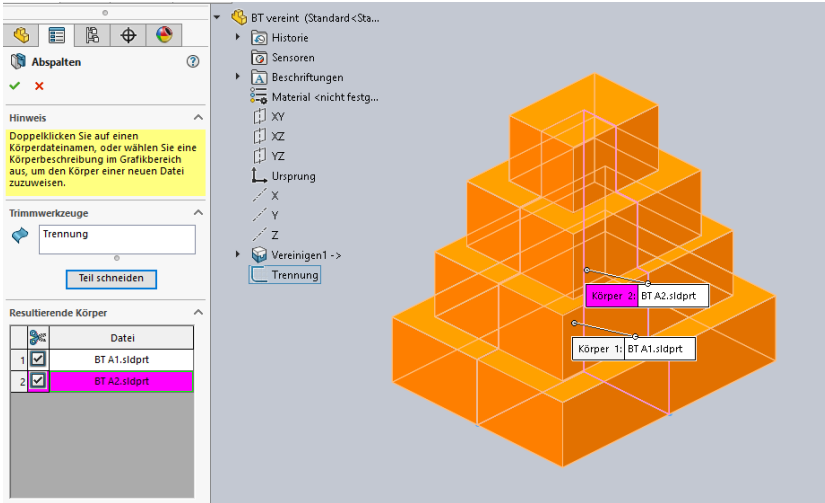 Abspalten
Hinweis
Doppelklicken Sie auf einen
Körperdateinamen, oder wählen Sie eine
Körperbeschreibung im Grafikbereich
aus, um den Körper einer neuen Datei
zuzuweisen.
Trimmwerkzeuge
Trennung
Teil schneiden
Resultierende Körper
Datei
1 BT A1.sldprt
2 BT A2.sldprt
BT vereint (Standard<Sta...
Historie
Sensoren
Beschriftungen
Material <nicht festg...
XY
XZ
YZ
Ursprung
X
Y
Z
Vereinigen1 ->
Trennung
Körper 2: BT A2.sldprt
Körper 1: BT A1.sldprt